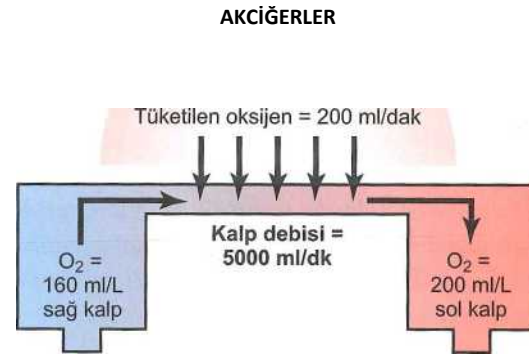 AKCİĞERLER
Tüketilen oksijen = 200 ml/dak
Kalp debisi =
5000 ml/dk
O₂ =
160 ml/L
sağ kalp
O₂ =
200 ml/L
sol kalp